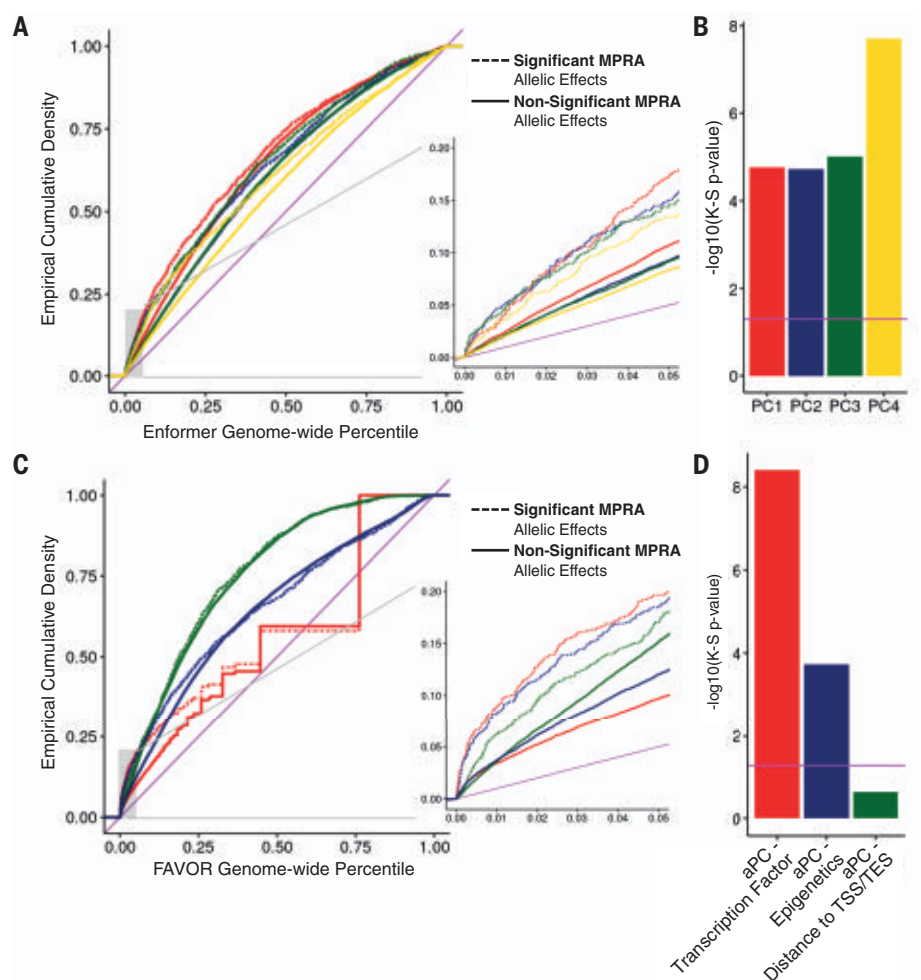 A
1.00
0.75
0.50
0.25
0.00
Empirical Cumulative Density
0.00 0.25 0.50 0.75 1.00
Enformer Genome-wide Percentile
Significant MPRA
Allelic Effects
Non-Significant MPRA
Allelic Effects
0.20
0.15
0.10
0.05
0.00
0.00 0.01 0.02 0.03 0.04 0.05
B
8
6
4
2
0
-log10(K-S p-value)
PC1 PC2 PC3 PC4
C
1.00
0.75
0.50
0.25
0.00
Empirical Cumulative Density
0.00 0.25 0.50 0.75 1.00
FAVOR Genome-wide Percentile
Significant MPRA
Allelic Effects
Non-Significant MPRA
Allelic Effects
0.20
0.15
0.10
0.05
0.00
0.00 0.01 0.02 0.03 0.04 0.05
D
8
6
4
2
0
-log10(K-S p-value)
aPC -
Transcription Factor
aPC -
Epigenetics
aPC -
Distance to TSS/TES